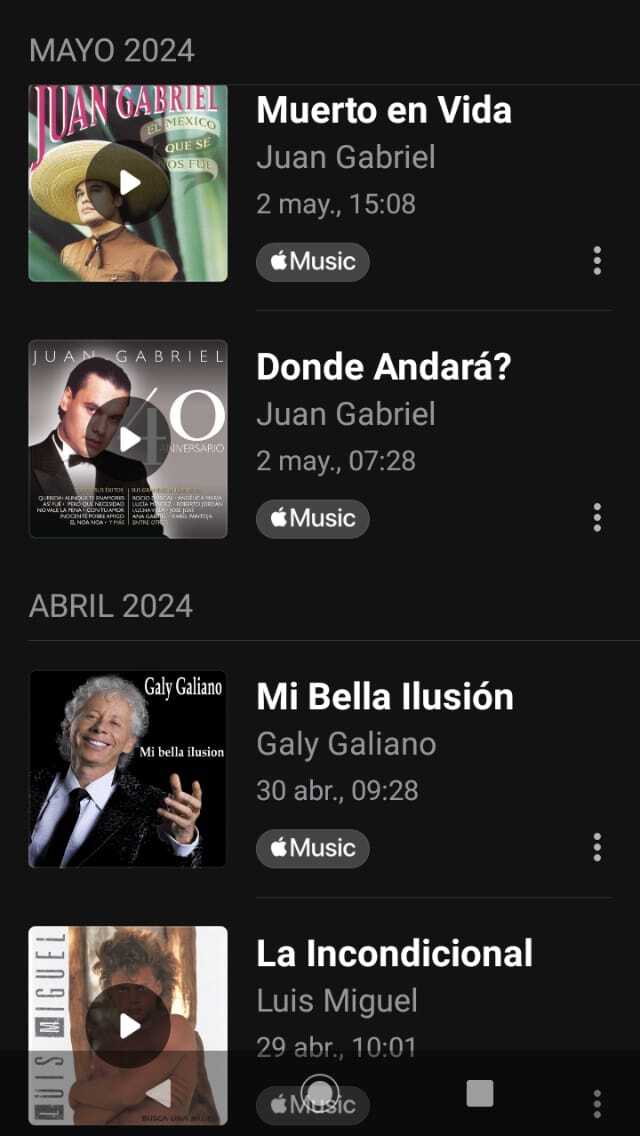 MAYO 2024
JUAN GABRIEL
EL MEXICO
QUE SE
NOS FUE
Muerto en Vida
Juan Gabriel
2 may., 15:08
Music
JUAN GABRIEL
40
ANIVERSARIO
Donde Andará?
Juan Gabriel
2 may., 07:28
Music
ABRIL 2024
Galy Galiano
Mi bella ilusion
Mi Bella Ilusión
Galy Galiano
30 abr., 09:28
Music
LUIS MIGUEL
La Incondicional
Luis Miguel
29 abr., 10:01
Music